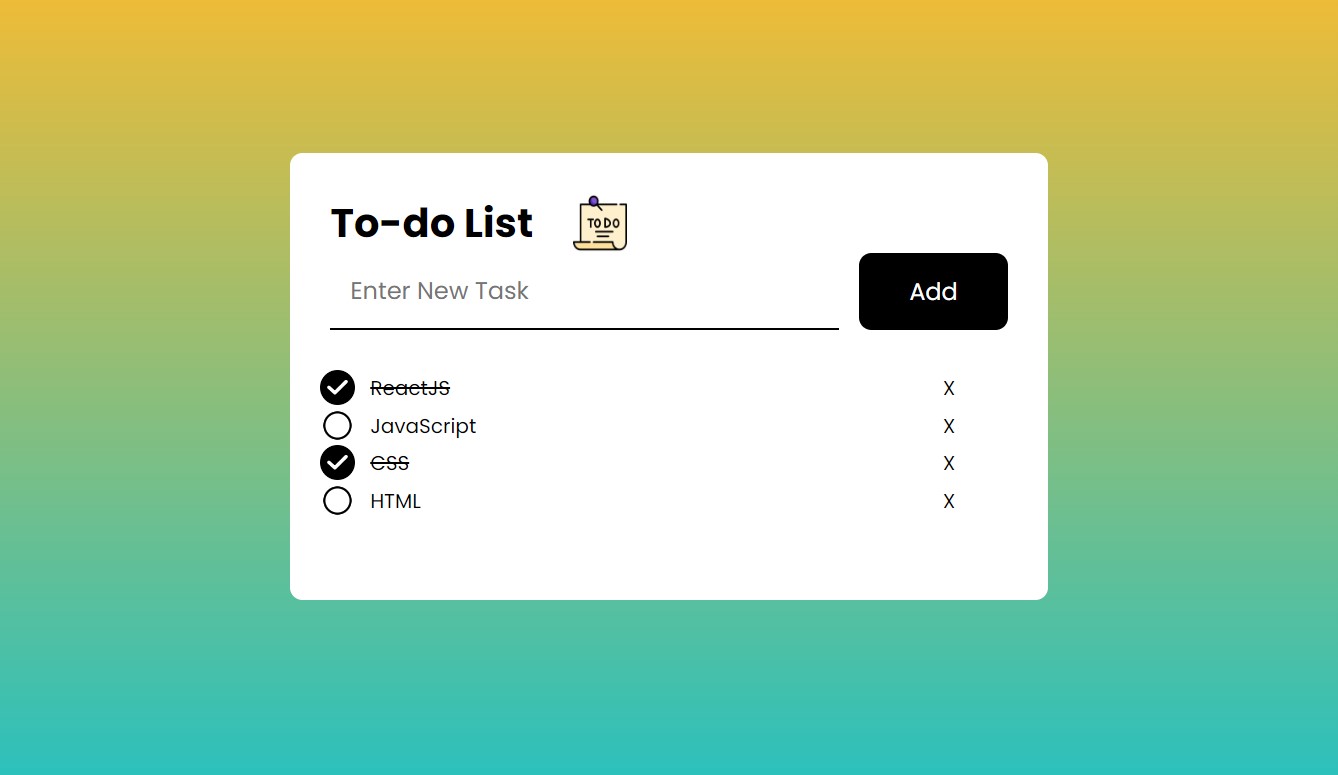 To-do List
TO DO
Enter New Task
Add
ReactJS X
JavaScript X
CSS X
HTML X